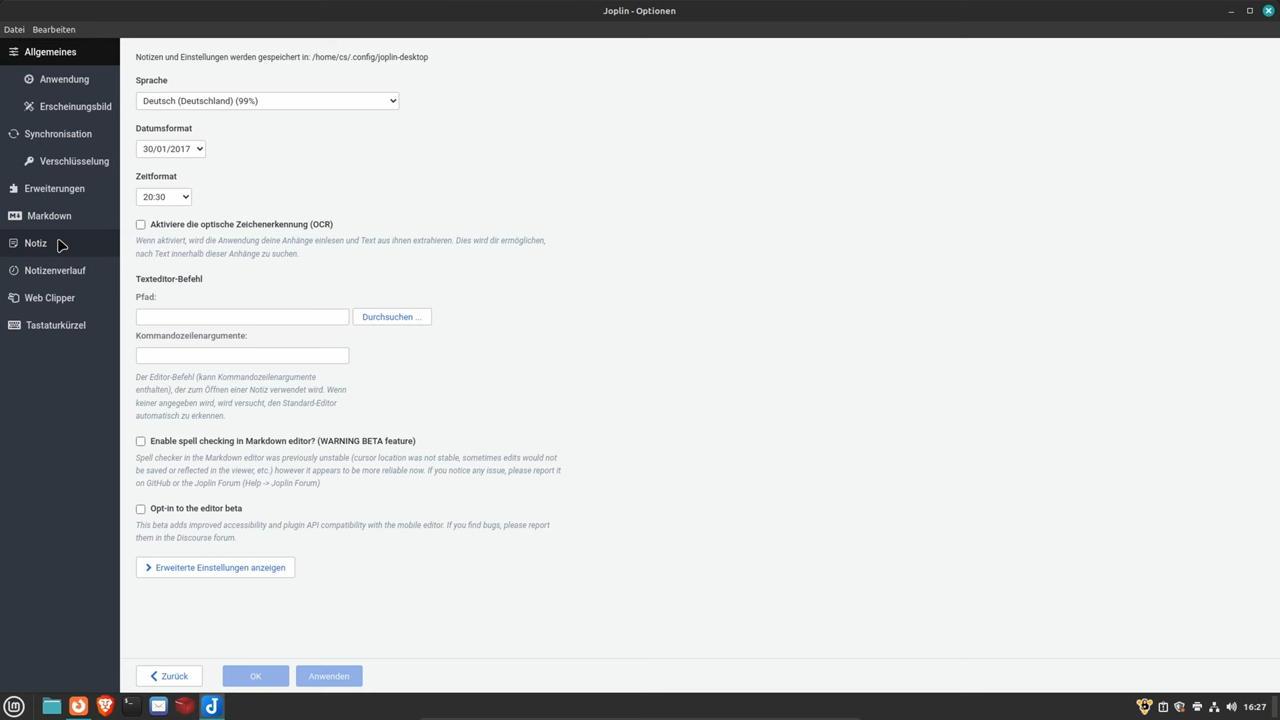 Joplin - Optionen
Datei Bearbeiten
Allgemeines
Anwendung
Erscheinungsbild
Synchronisation
Verschlüsselung
Erweiterungen
Markdown
Notiz
Notizenverlauf
Web Clipper
Tastaturkürzel
Notizen und Einstellungen werden gespeichert in: /home/cs/.config/joplin-desktop
Sprache
Deutsch (Deutschland) (99%)
Datumsformat
30/01/2017
Zeitformat
20:30
Aktiviere die optische Zeichenerkennung (OCR)
Wenn aktiviert, wird die Anwendung deine Anhänge einlesen und Text aus ihnen extrahieren. Dies wird dir ermöglichen,
nach Text innerhalb dieser Anhänge zu suchen.
Texteditor-Befehl
Pfad:
Durchsuchen ...
Kommandozeilenargumente:
Der Editor-Befehl (kann Kommandozeilenargumente
enthalten), der zum Öffnen einer Notiz verwendet wird. Wenn
keiner angegeben wird, wird versucht, den Standard-Editor
automatisch zu erkennen.
Enable spell checking in Markdown editor? (WARNING BETA feature)
Spell checker in the Markdown editor was previously unstable (cursor location was not stable, sometimes edits would not
be saved or reflected in the viewer, etc.) however it appears to be more reliable now. If you notice any issue, please report it
on GitHub or the Joplin Forum (Help -> Joplin Forum)
Opt-in to the editor beta
This beta adds improved accessibility and plugin API compatibility with the mobile editor. If you find bugs, please report
them in the Discourse forum.
Erweiterte Einstellungen anzeigen
Zurück OK Anwenden
16:27